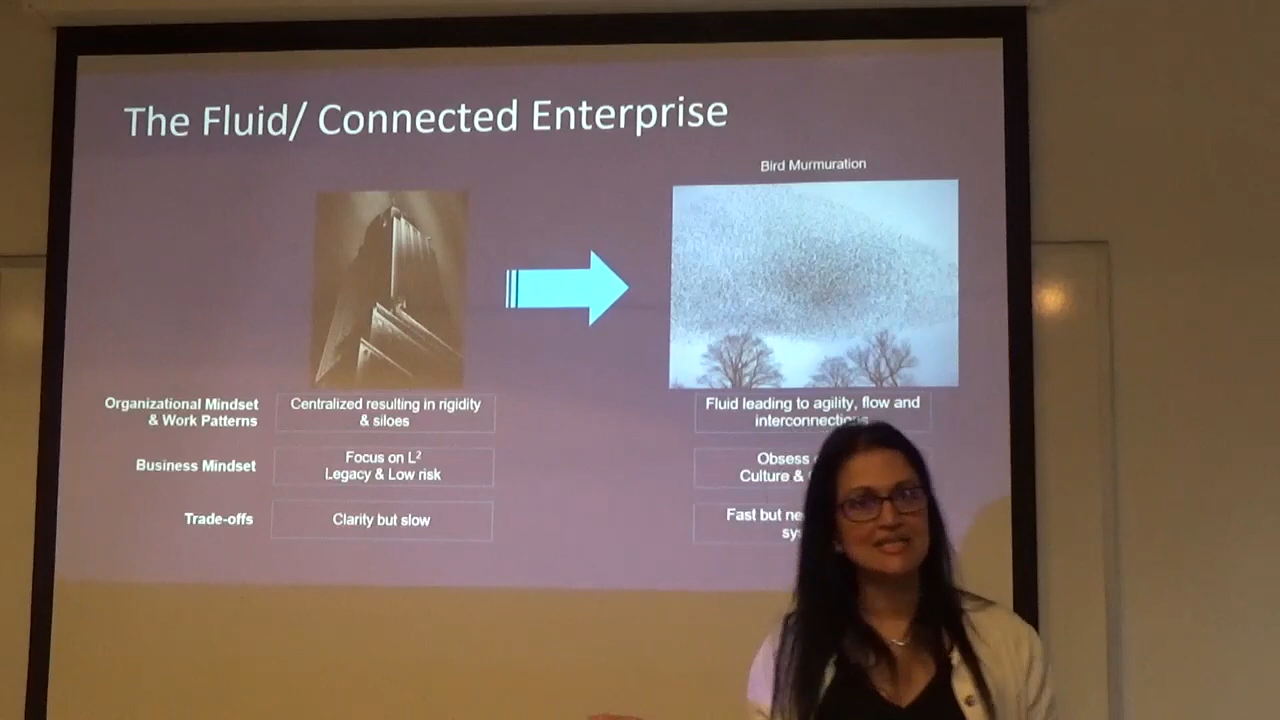 The Fluid/ Connected Enterprise
Bird Murmuration
Organizational Mindset
& Work Patterns
Centralized resulting in rigidity
& siloes
Fluid leading to agility, flow and
interconnections
Business Mindset
Focus on L²
Legacy & Low risk
Obsess
Culture &
Trade-offs
Clarity but slow
Fast but